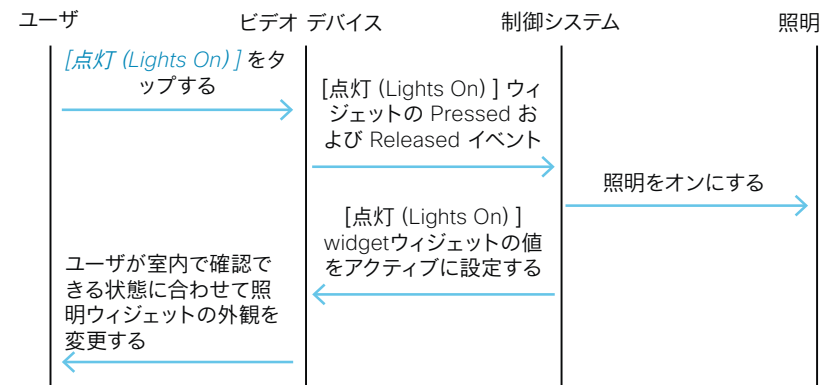 ユーザ
ビデオ デバイス
制御システム
照明
[点灯 (Lights On) ] をタ
ップする
[点灯 (Lights On) ] ウィ
ジェットの Pressed お
よび Released イベント
照明をオンにする
[点灯 (Lights On) ]
widgetウィジェットの値
をアクティブに設定する
ユーザが室内で確認で
きる状態に合わせて照
明ウィジェットの外観を
変更する